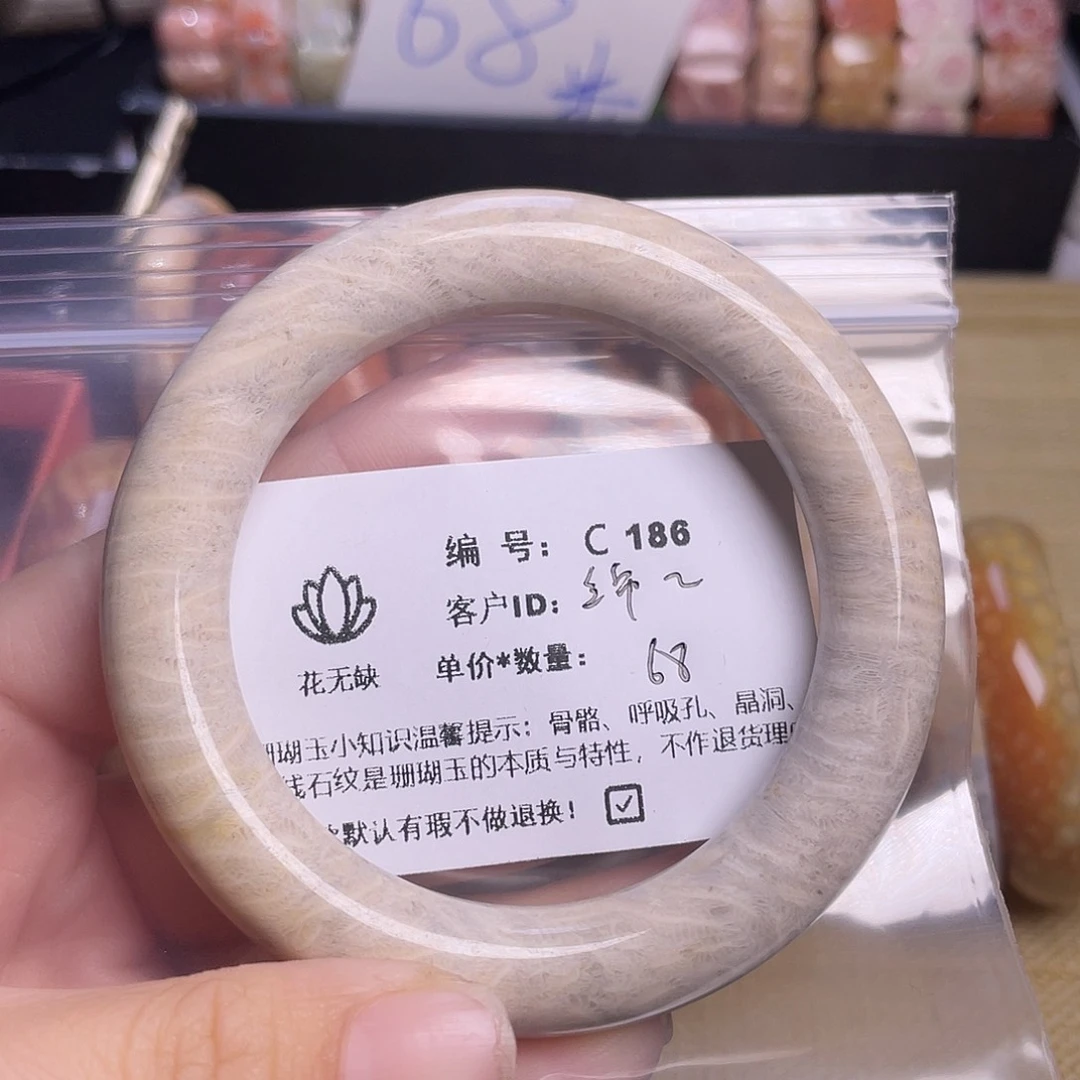 68
编 号: C 186
客户ID: 绵~
花无缺
单价*数量: 68
瑚玉小知识温馨提示: 骨骼、呼吸孔、晶洞、
线石纹是珊瑚玉的本质与特性, 不作退货理
默认有瑕不做退换!